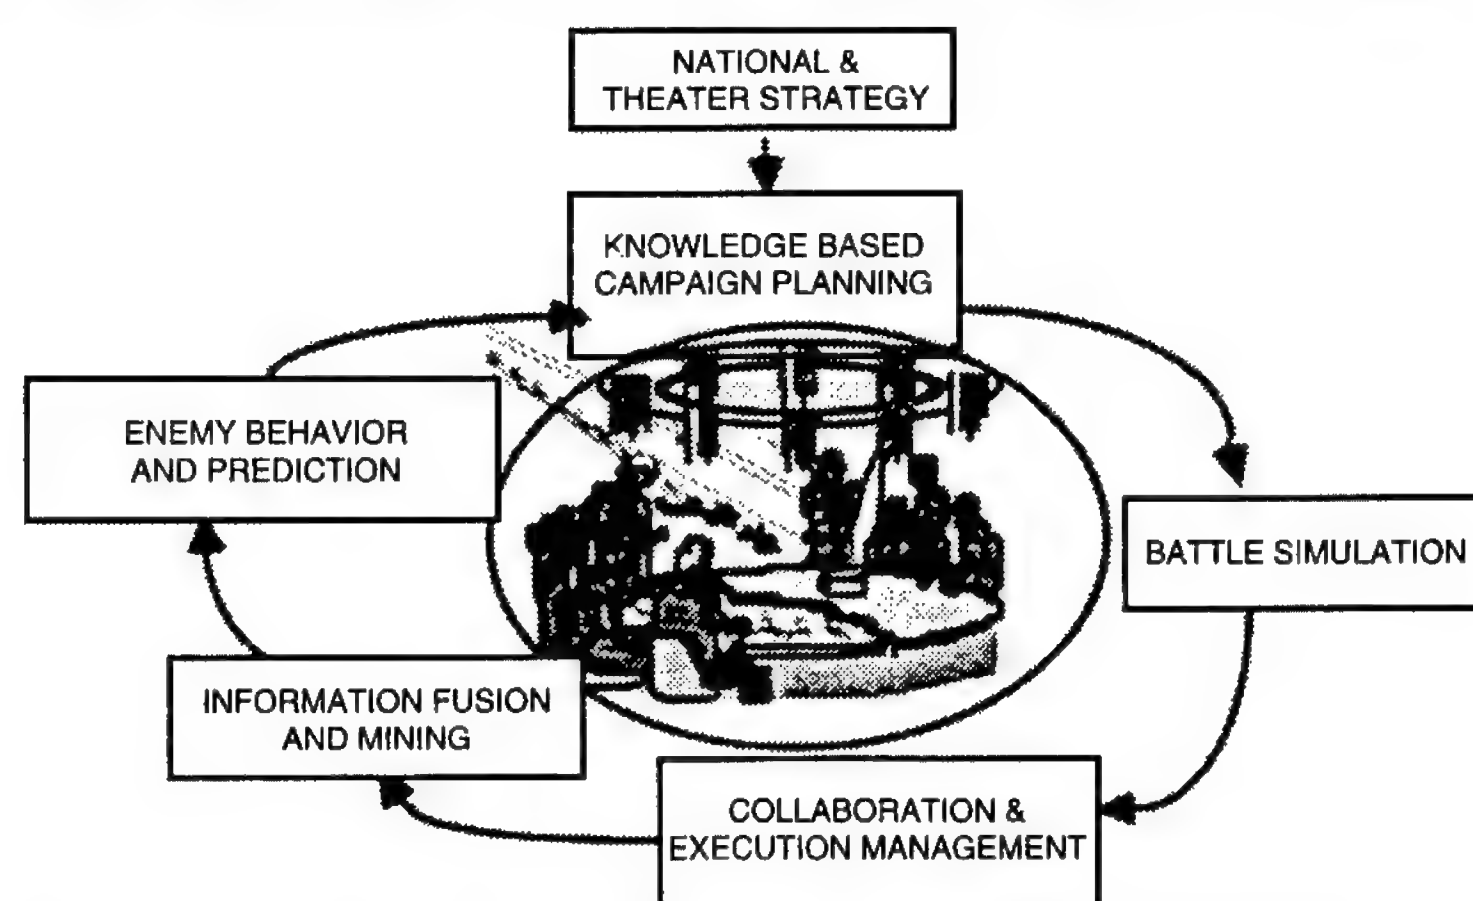 NATIONAL &
THEATER STRATEGY
KNOWLEDGE BASED
CAMPAIGN PLANNING
ENEMY BEHAVIOR
AND PREDICTION
BATTLE SIMULATION
INFORMATION FUSION
AND MINING
COLLABORATION &
EXECUTION MANAGEMENT